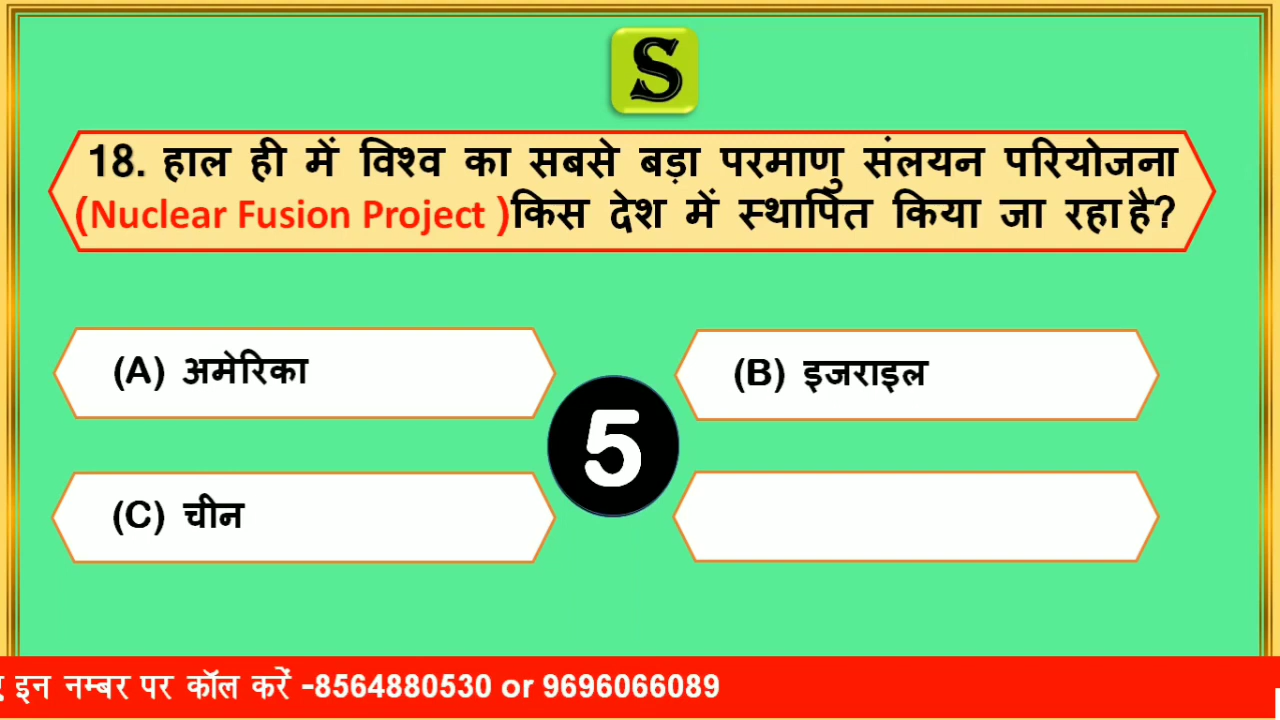 S
18. हाल ही में विश्व का सबसे बड़ा परमाणु संलयन परियोजना
(Nuclear Fusion Project )किस देश में स्थापित किया जा रहा है?
(A) अमेरिका
(B) इजराइल
5
(C) चीन
इन नम्बर पर कॉल करें -8564880530 or 9696066089